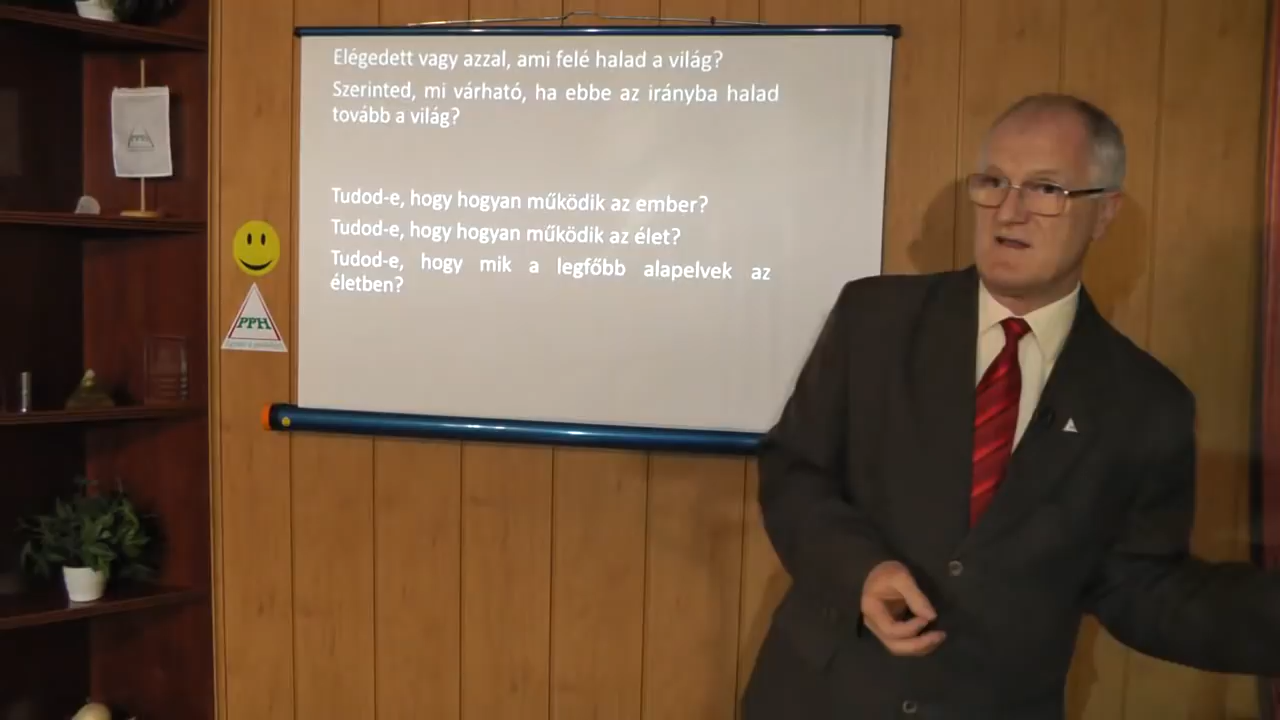 Elégedett vagy azzal, ami felé halad a világ?
Szerinted, mi várható, ha ebbe az irányba halad
tovább a világ?
Tudod-e, hogy hogyan működik az ember?
Tudod-e, hogy hogyan működik az élet?
Tudod-e, hogy mik a legfőbb alapelvek az
életben?
PPH
PPH